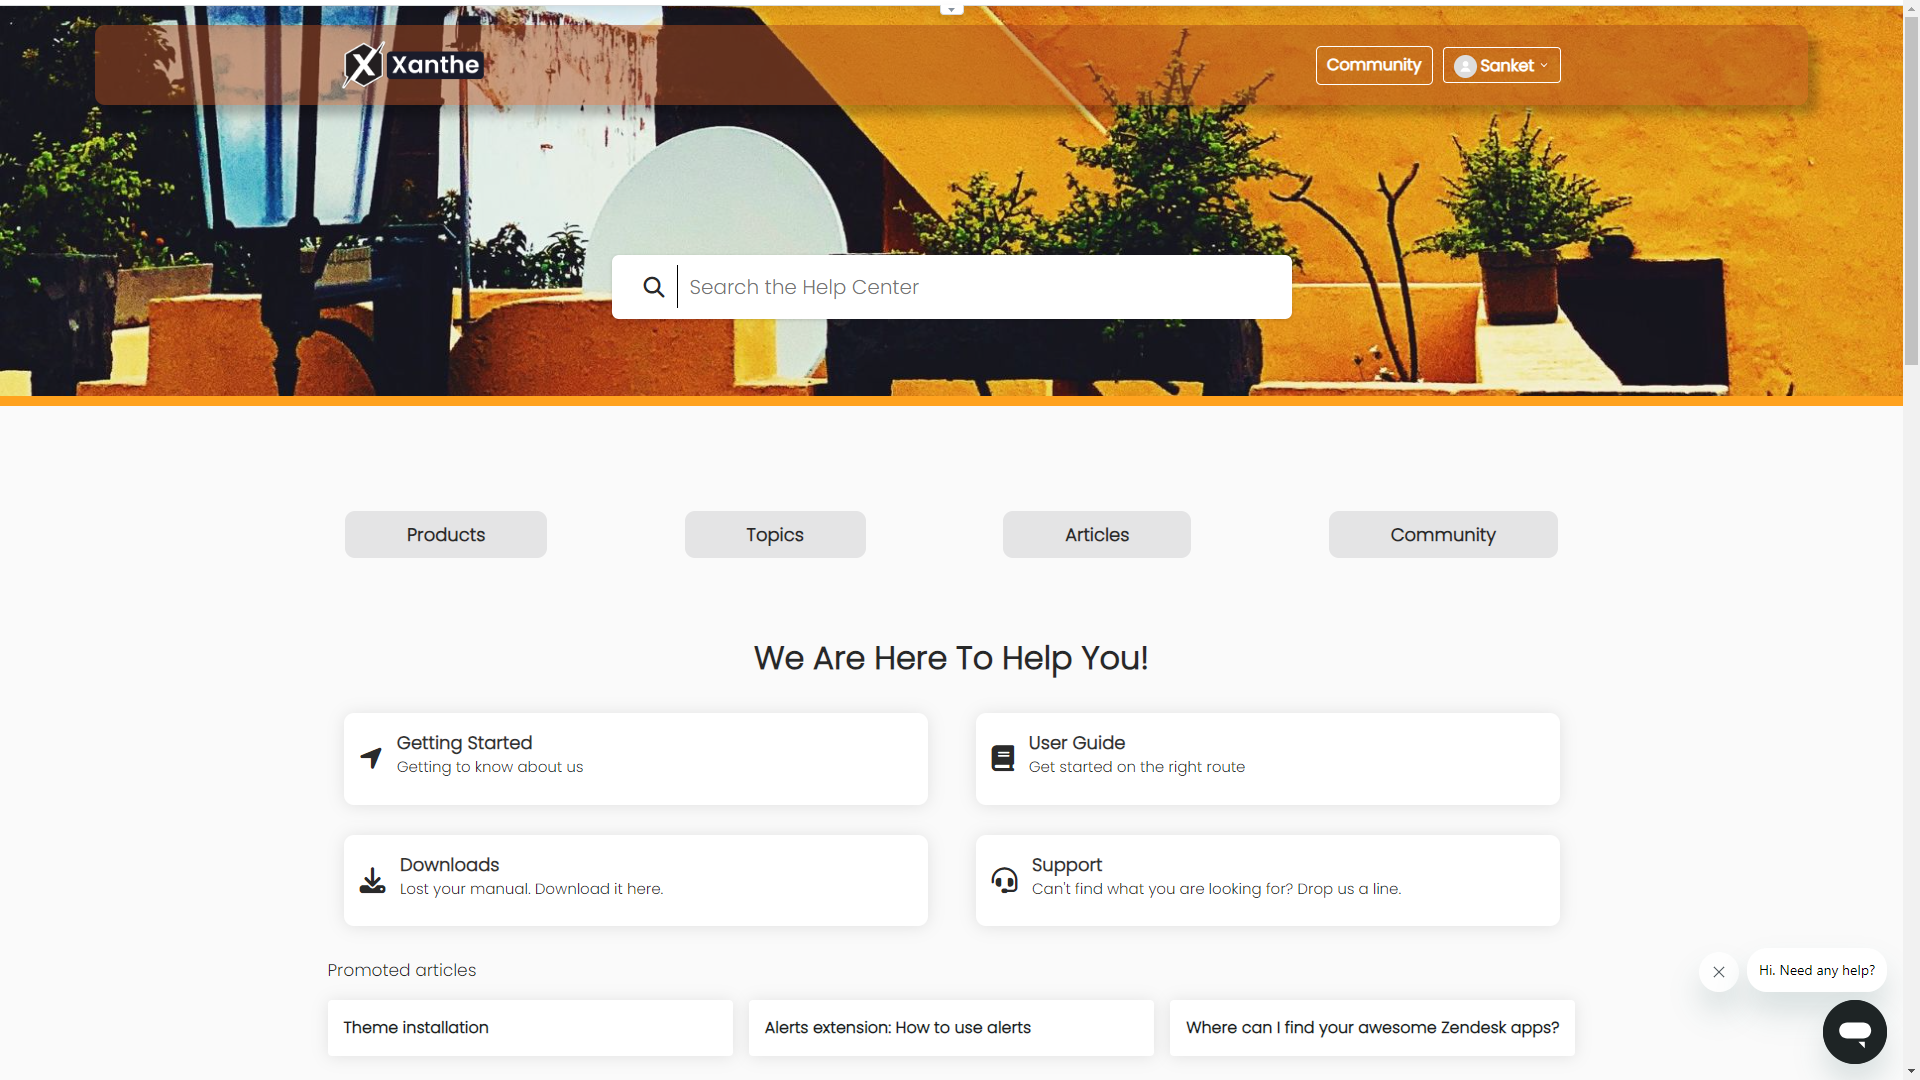 Xanthe
Community
Sanket
Search the Help Center
Products
Topics
Articles
Community
We Are Here To Help You!
Getting Started
Getting to know about us
User Guide
Get started on the right route
Downloads
Lost your manual. Download it here.
Support
Can't find what you are looking for? Drop us a line.
Promoted articles
Hi. Need any help?
Theme installation
Alerts extension: How to use alerts
Where can I find your awesome Zendesk apps?